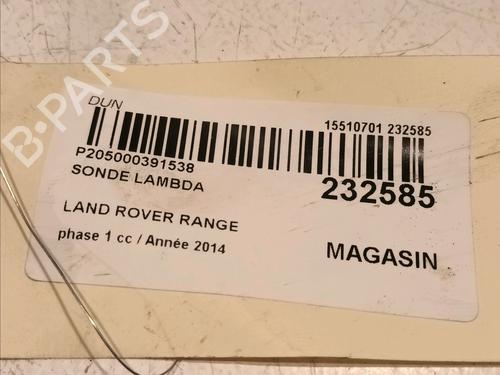 DUN
15510701 232585
P205000391538
232585
SONDE LAMBDA
LAND ROVER RANGE
phase 1 cc / Année 2014
MAGASIN
B-PARTS